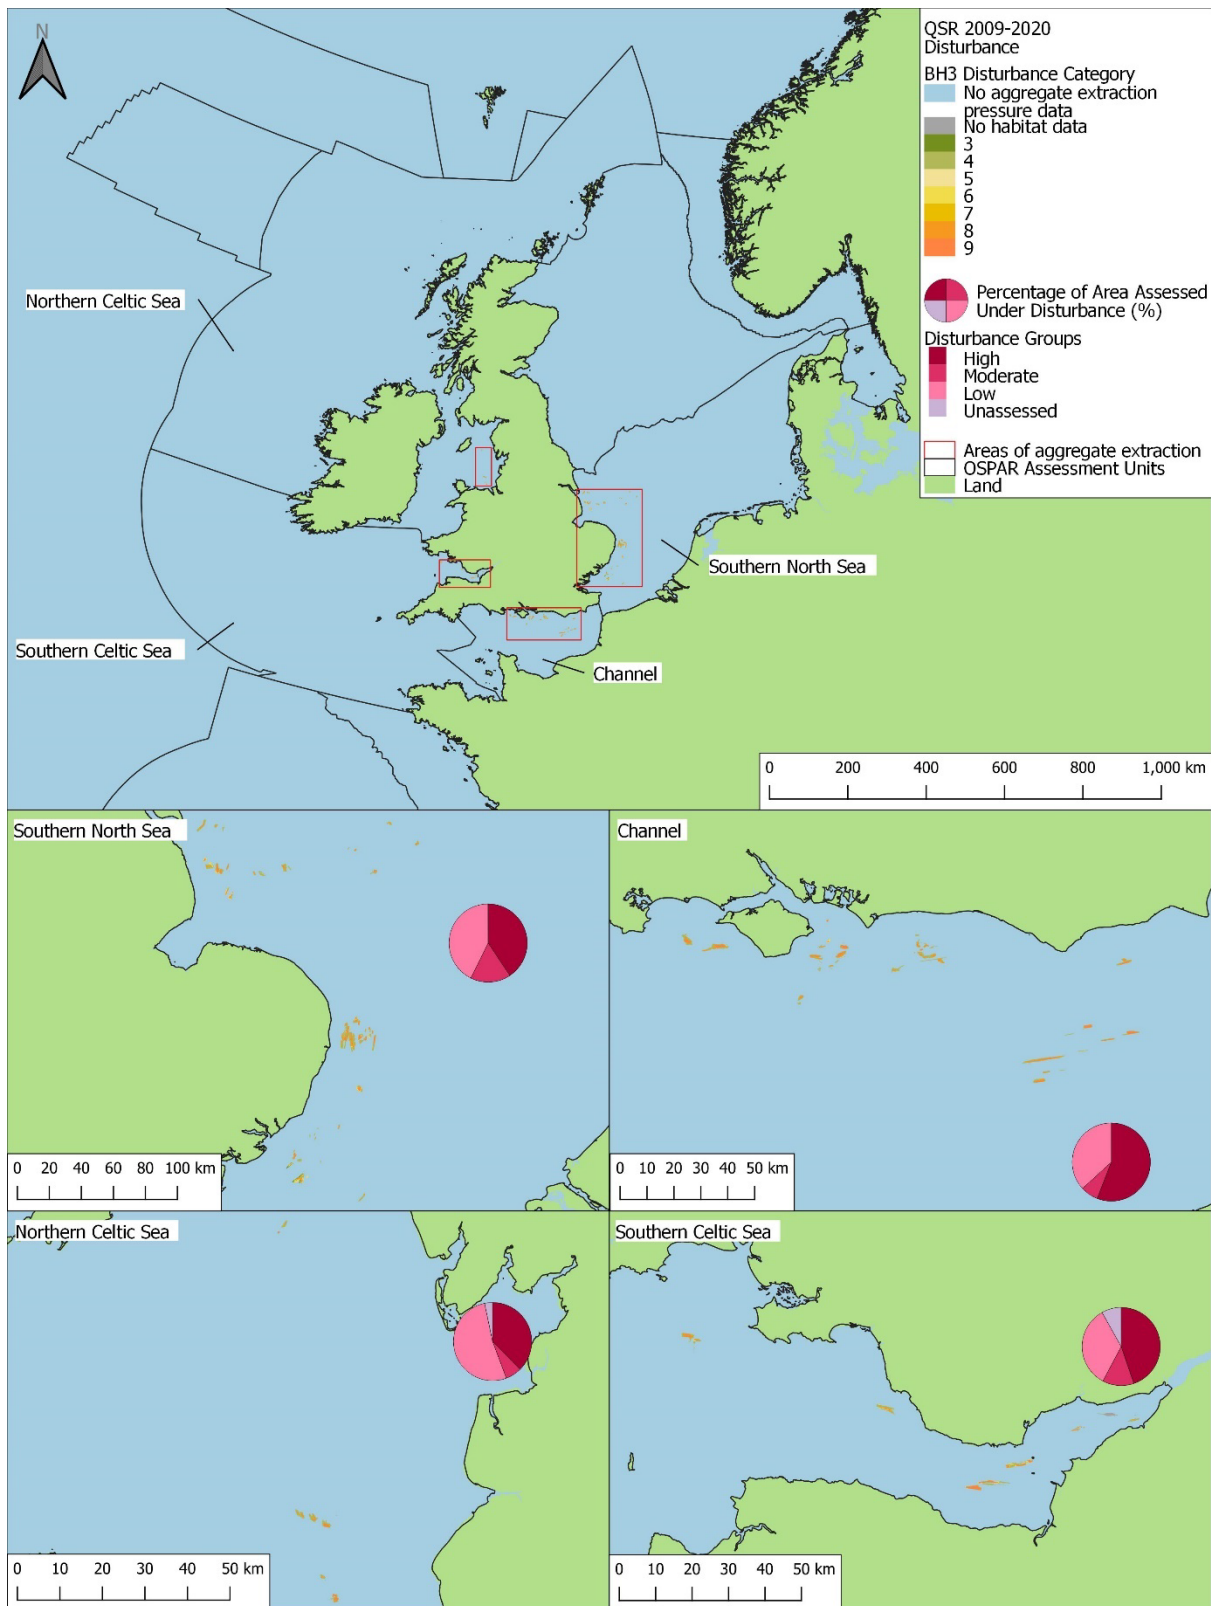 N
QSR 2009-2020
Disturbance
BH3 Disturbance Category
No aggregate extraction
pressure data
No habitat data
3
4
5
6
7
8
9
Percentage of Area Assessed
Under Disturbance (%)
Disturbance Groups
High
Moderate
Low
Unassessed
Areas of aggregate extraction
OSPAR Assessment Units
Land
Northern Celtic Sea
Southern North Sea
Southern Celtic Sea
Channel
0 200 400 600 800 1,000 km
Southern North Sea
0 20 40 60 80 100 km
Channel
0 10 20 30 40 50 km
Northern Celtic Sea
0 10 20 30 40 50 km
Southern Celtic Sea
0 10 20 30 40 50 km